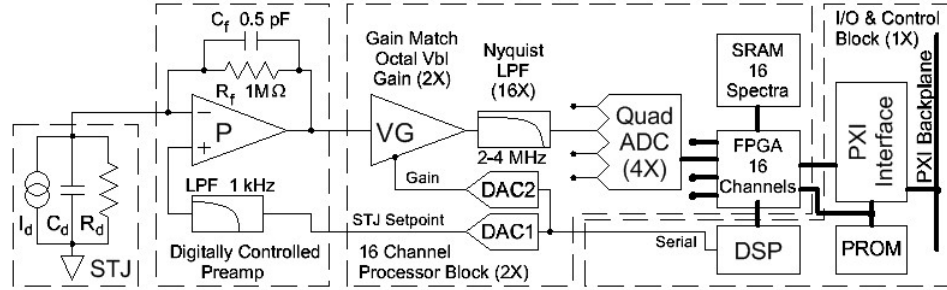 C_f 0.5 pF
R_f 1MΩ
−
P
+
LPF 1 kHz
Digitally Controlled
Preamp
I_d
C_d
R_d
STJ
Gain Match
Octal Vbl
Gain (2X)
VG
Gain
Nyquist
LPF
(16X)
2-4 MHz
DAC2
STJ Setpoint
DAC1
16 Channel
Processor Block (2X)
Quad
ADC
(4X)
SRAM
16
Spectra
FPGA
16
Channels
Serial
DSP
I/O & Control
Block (1X)
PXI
Interface
PXI Backplane
PROM